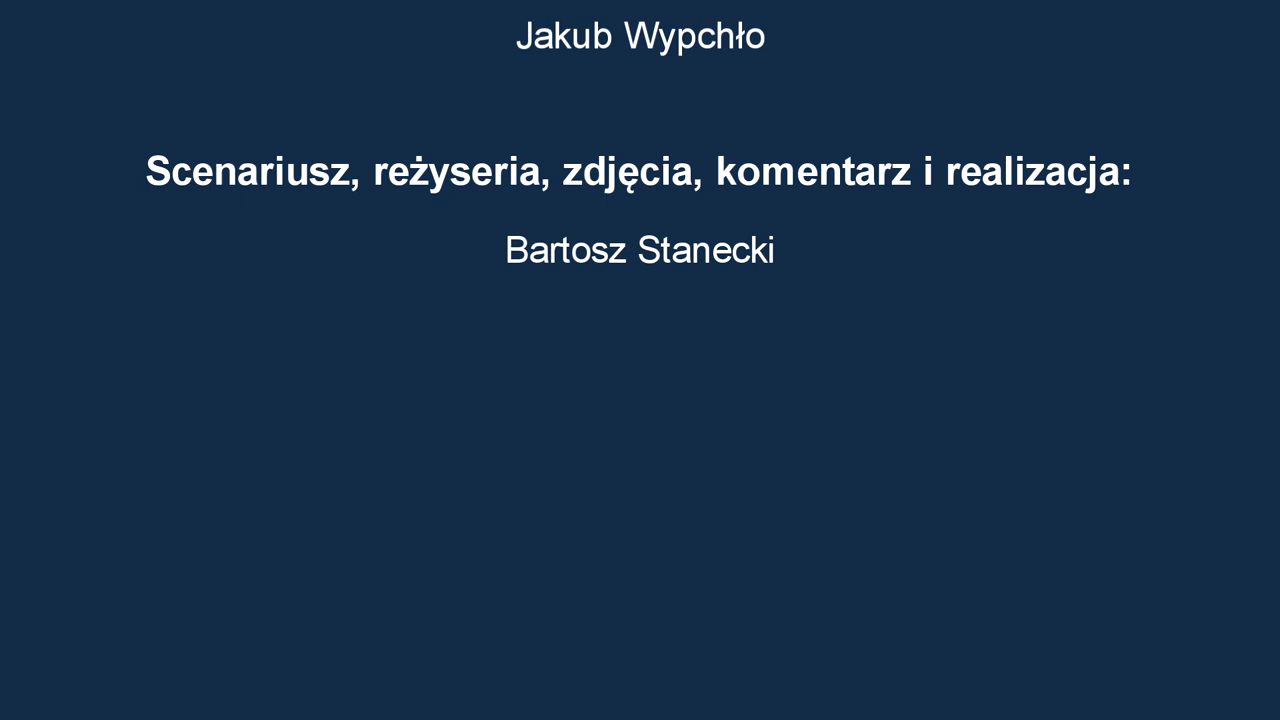 Jakub Wypchło
Scenariusz, reżyseria, zdjęcia, komentarz i realizacja:
Bartosz Stanecki